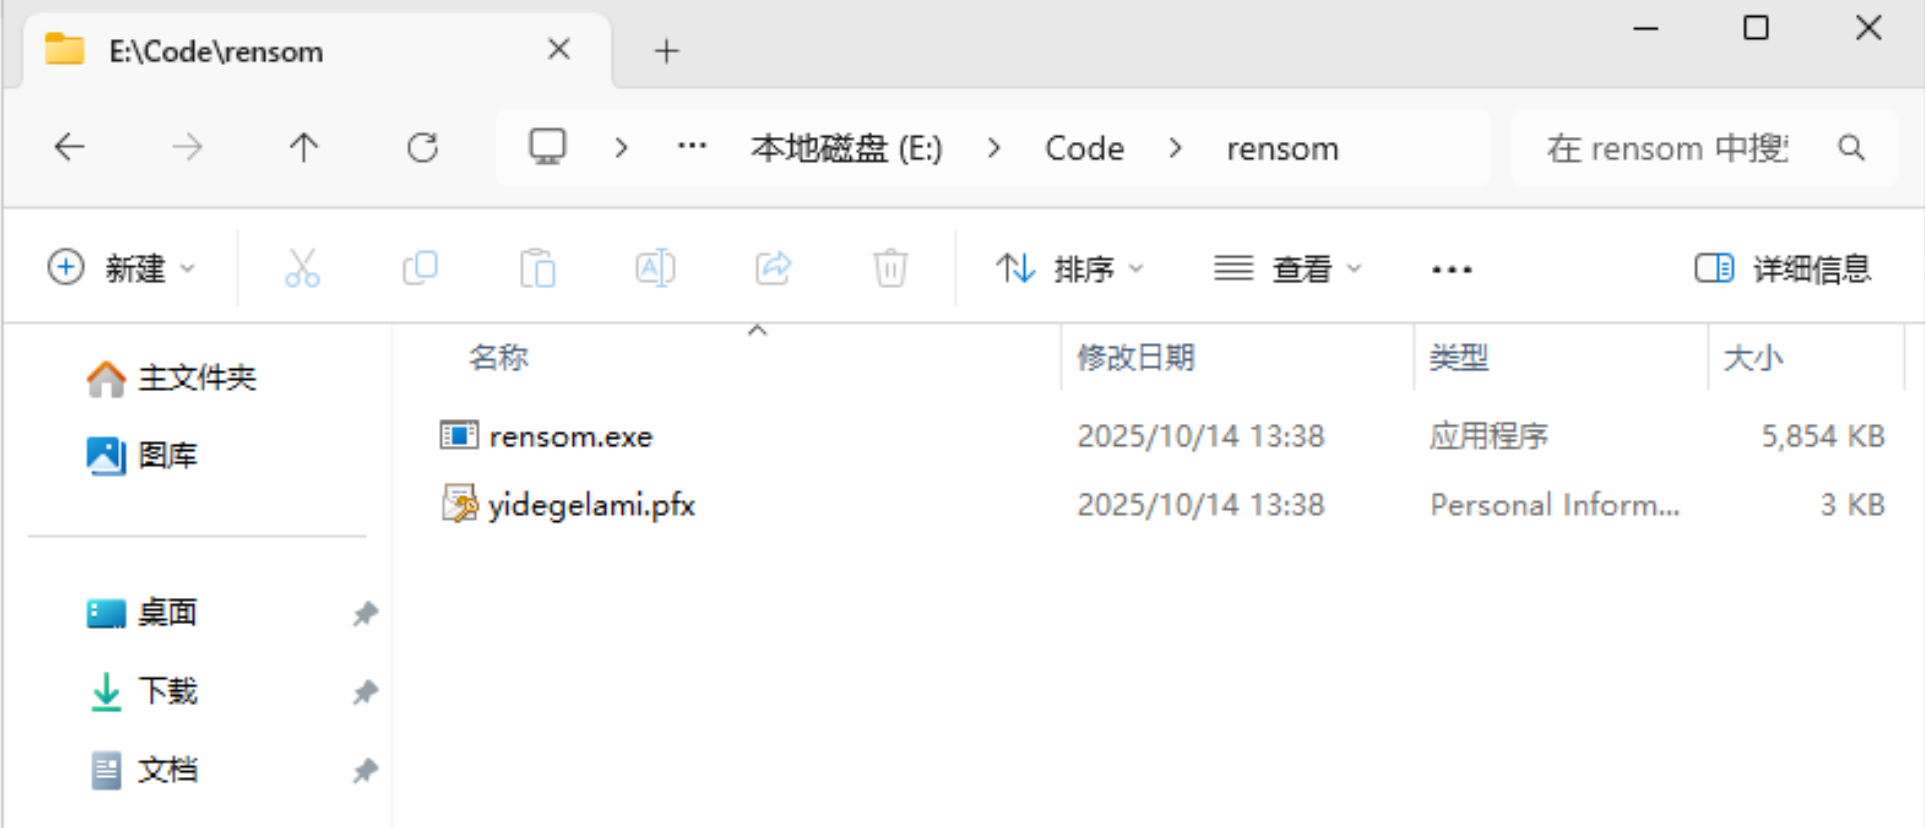 E:\Code\rensom
本地磁盘 (E:) Code rensom 在 rensom 中搜
新建 排序 查看 详细信息
主文件夹
图库
桌面
下载
文档
名称 修改日期 类型 大小
rensom.exe 2025/10/14 13:38 应用程序 5,854 KB
yidegelami.pfx 2025/10/14 13:38 Personal Inform... 3 KB